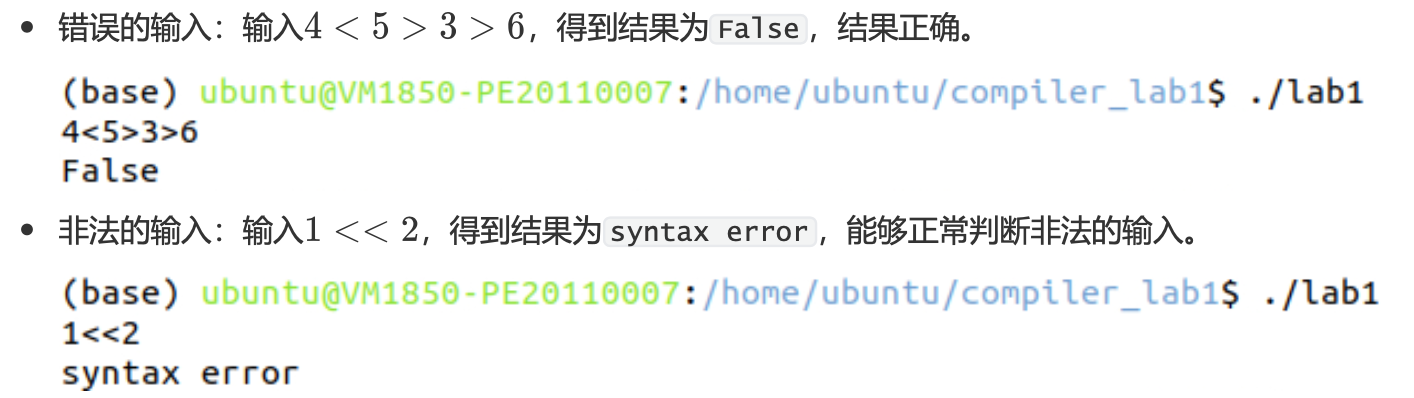 错误的输入：输入4 < 5 > 3 > 6，得到结果为False，结果正确。
(base) ubuntu@VM1850-PE20110007:/home/ubuntu/compiler_lab1$ ./lab1
4<5>3>6
False
非法的输入：输入1 << 2，得到结果为syntax error，能够正常判断非法的输入。
(base) ubuntu@VM1850-PE20110007:/home/ubuntu/compiler_lab1$ ./lab1
1<<2
syntax error